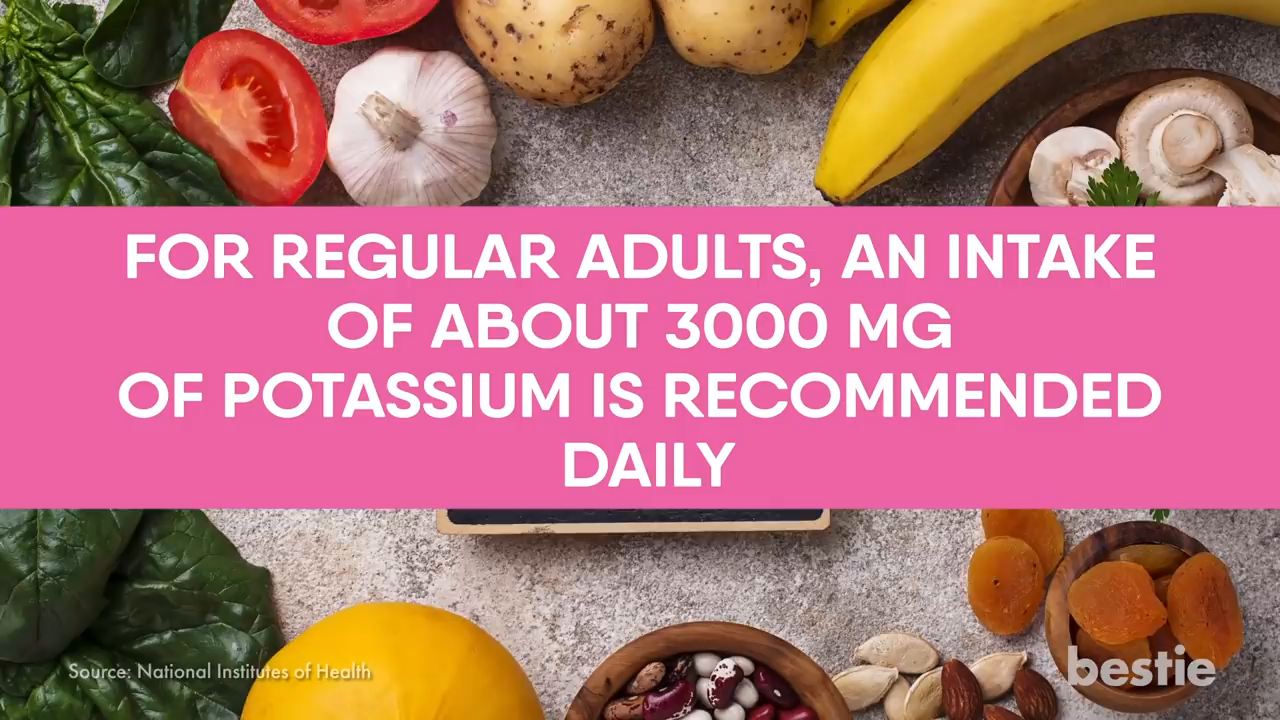 FOR REGULAR ADULTS, AN INTAKE
OF ABOUT 3000 MG
OF POTASSIUM IS RECOMMENDED
DAILY
Source: National Institutes of Health
bestie